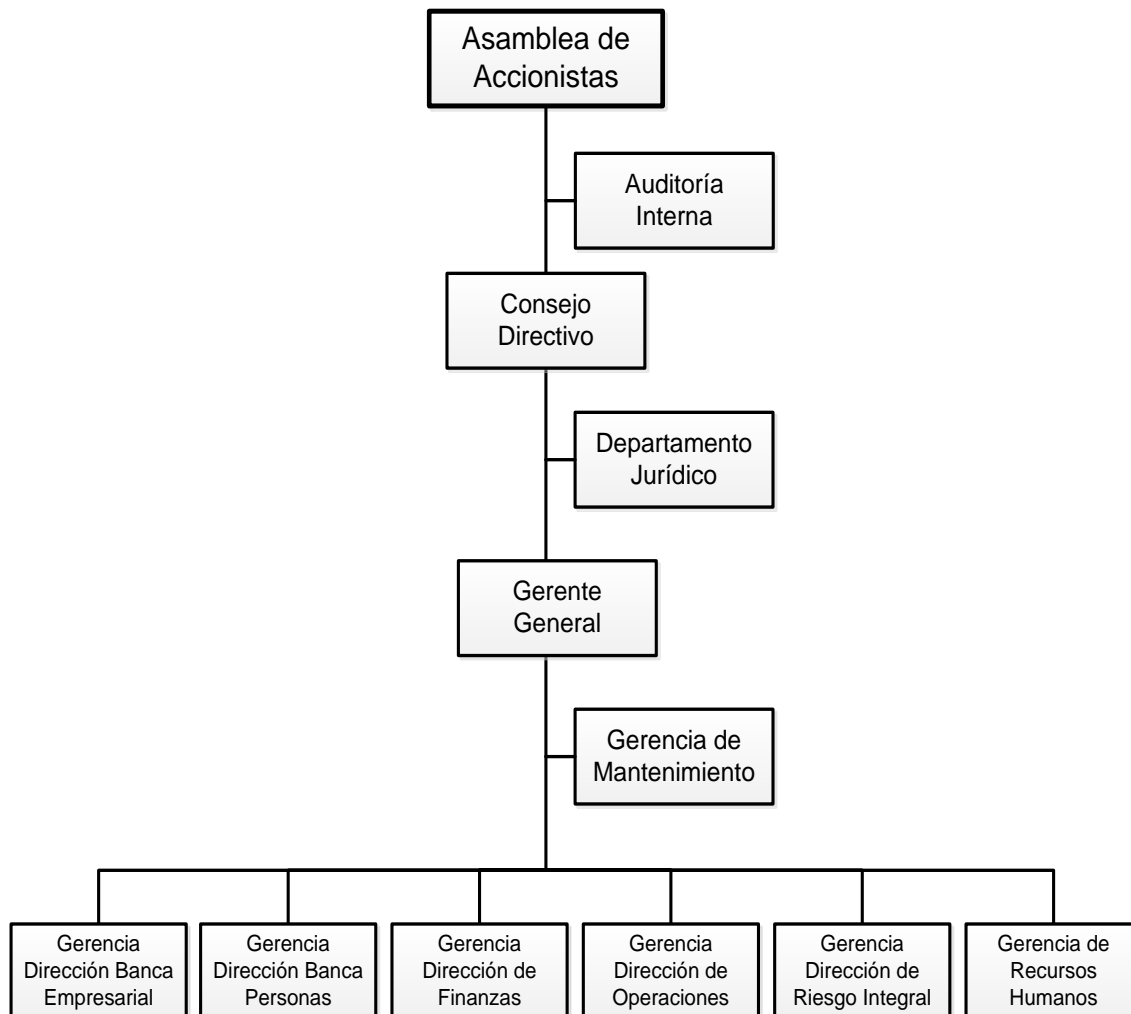 Asamblea de
Accionistas
Auditoría
Interna
Consejo
Directivo
Departamento
Jurídico
Gerente
General
Gerencia de
Mantenimiento
Gerencia
Dirección Banca
Empresarial
Gerencia
Dirección Banca
Personas
Gerencia
Dirección de
Finanzas
Gerencia
Dirección de
Operaciones
Gerencia
Dirección de
Riesgo Integral
Gerencia de
Recursos
Humanos